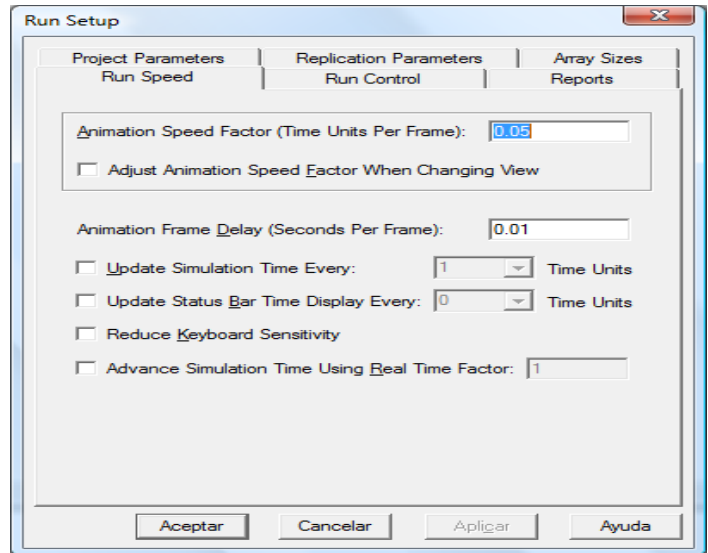 Run Setup
Project Parameters Replication Parameters Array Sizes
Run Speed Run Control Reports
Animation Speed Factor (Time Units Per Frame): 0.05
Adjust Animation Speed Factor When Changing View
Animation Frame Delay (Seconds Per Frame): 0.01
Update Simulation Time Every: 1 Time Units
Update Status Bar Time Display Every: 0 Time Units
Reduce Keyboard Sensitivity
Advance Simulation Time Using Real Time Factor: 1
Aceptar Cancelar Aplicar Ayuda